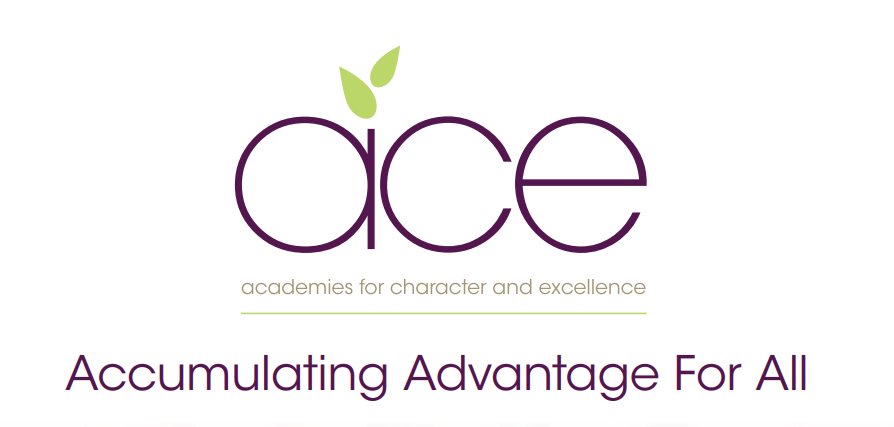 ace
academies for character and excellence
Accumulating Advantage For All